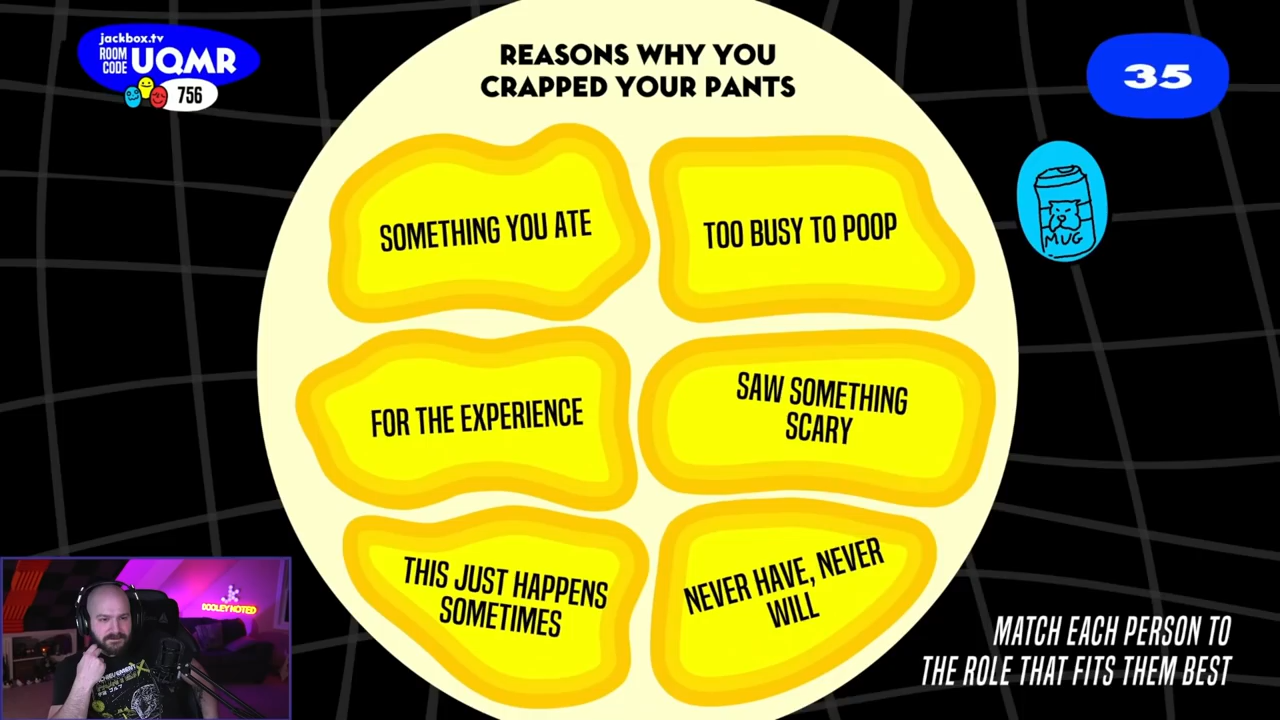 jackbox.tv
ROOM
CODE
UQMR
756
REASONS WHY YOU
CRAPPED YOUR PANTS
35
SOMETHING YOU ATE
TOO BUSY TO POOP
MUG
FOR THE EXPERIENCE
SAW SOMETHING
SCARY
THIS JUST HAPPENS
SOMETIMES
NEVER HAVE, NEVER
WILL
DOOLEY NOTED
MATCH EACH PERSON TO
THE ROLE THAT FITS THEM BEST